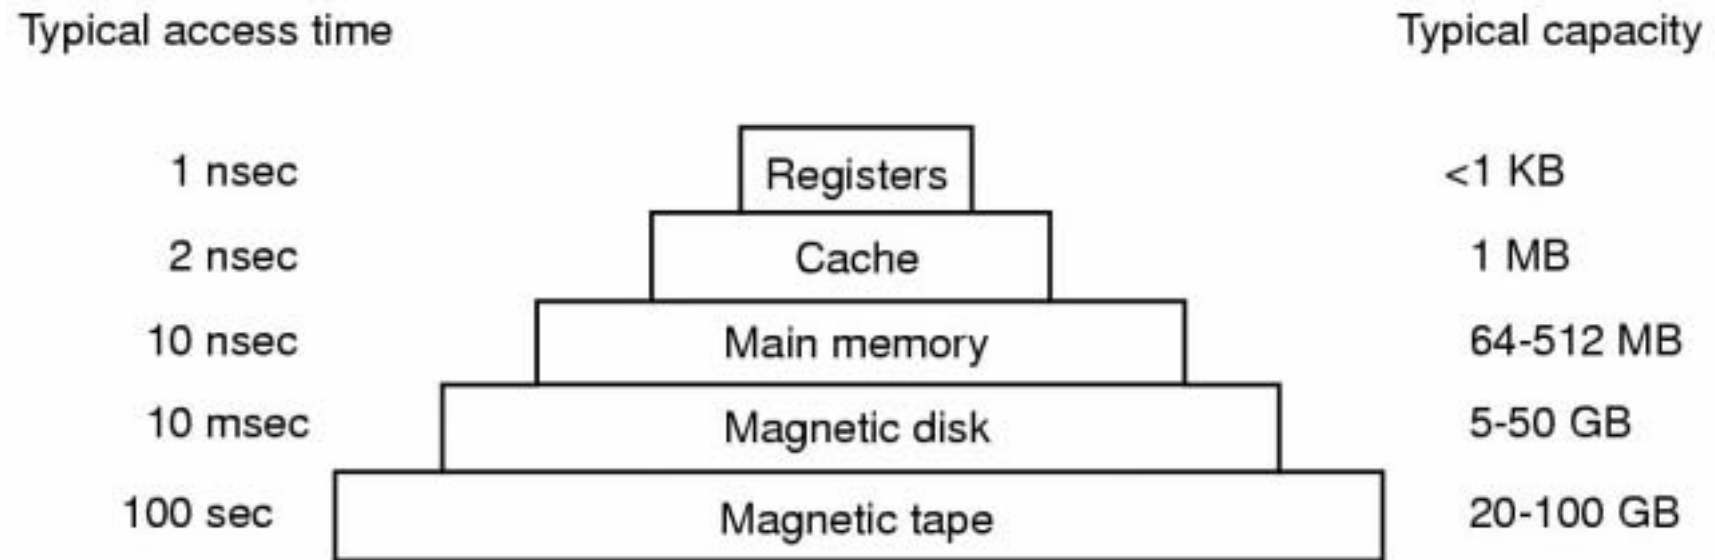 Typical access time Typical capacity
1 nsec Registers <1 KB
2 nsec Cache 1 MB
10 nsec Main memory 64-512 MB
10 msec Magnetic disk 5-50 GB
100 sec Magnetic tape 20-100 GB